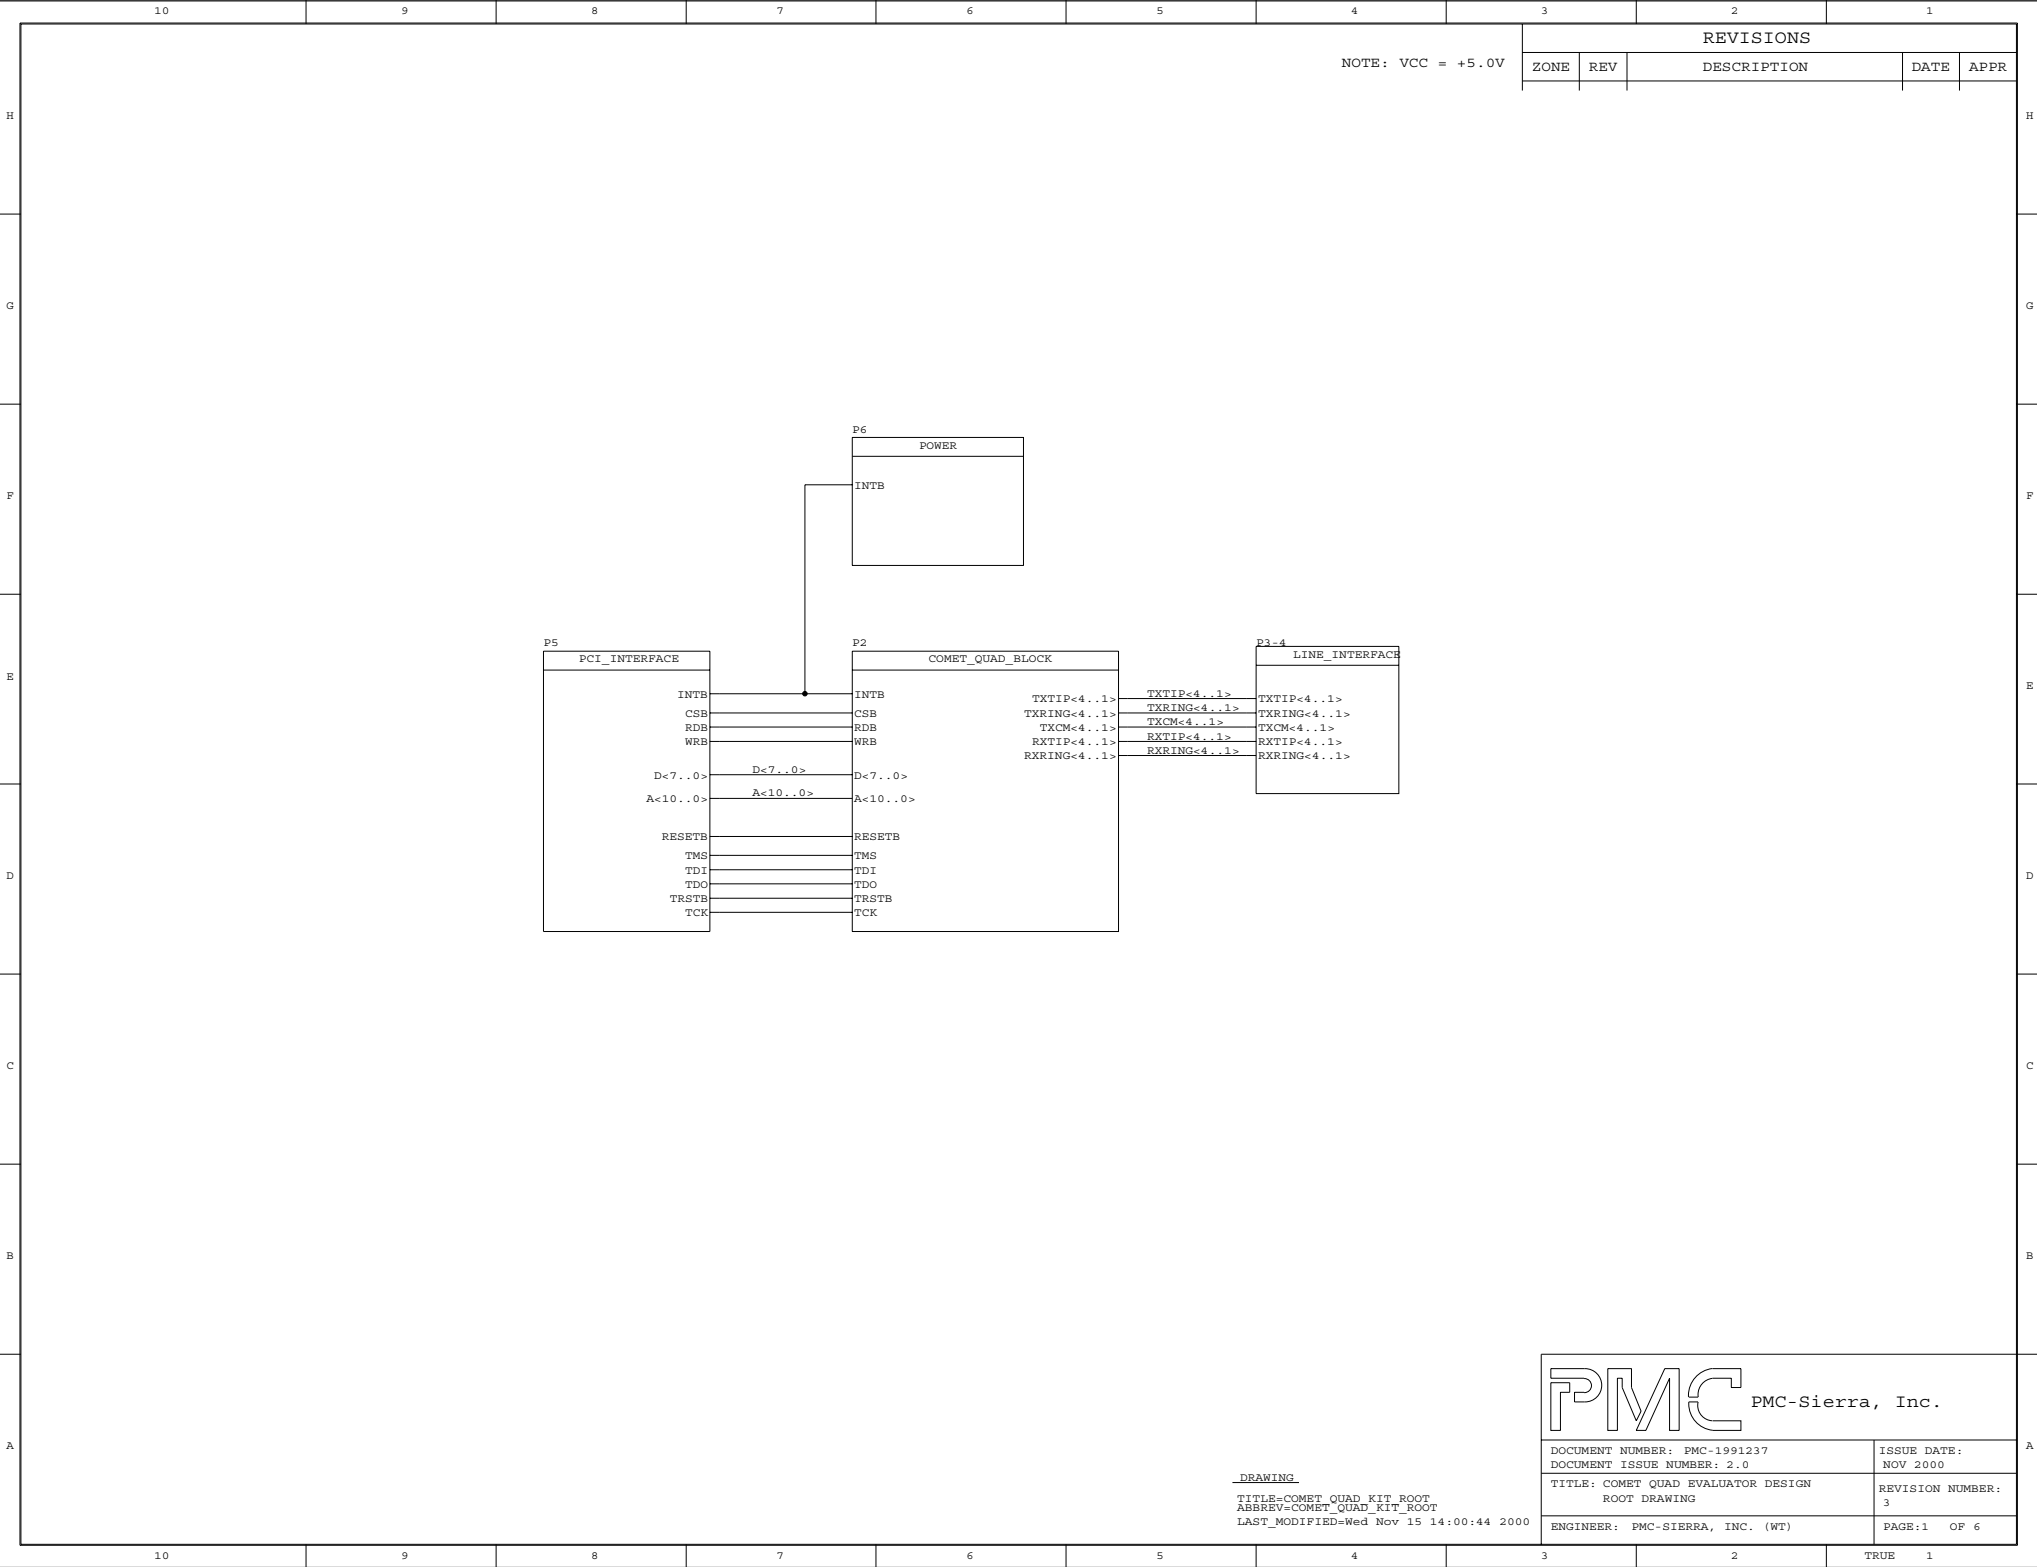 10 9 8 7 6 5 4 3 2 1
REVISIONS
NOTE: VCC = +5.0V
ZONE REV DESCRIPTION DATE APPR
H H
G G
P6
POWER
F INTB F
P5 P2 P3-4
PCI_INTERFACE COMET_QUAD_BLOCK LINE_INTERFACE
E E
INTB INTB TXTIP<4..1> TXTIP<4..1> TXTIP<4..1>
CSB CSB TXRING<4..1> TXRING<4..1> TXRING<4..1>
RDB RDB TXCM<4..1> TXCM<4..1> TXCM<4..1>
WRB WRB RXTIP<4..1> RXTIP<4..1> RXTIP<4..1>
RXRING<4..1> RXRING<4..1> RXRING<4..1>
D<7..0> D<7..0> D<7..0>
A<10..0> A<10..0> A<10..0>
RESETB RESETB
TMS TMS
TDI TDI
D D
TDO TDO
TRSTB TRSTB
TCK TCK
C C
B B
PMC PMC-Sierra, Inc.
A A
DOCUMENT NUMBER: PMC-1991237 ISSUE DATE:
DOCUMENT ISSUE NUMBER: 2.0 NOV 2000
DRAWING
TITLE: COMET QUAD EVALUATOR DESIGN REVISION NUMBER:
ROOT DRAWING 3
TITLE=COMET_QUAD_KIT_ROOT
ABBREV=COMET_QUAD_KIT_ROOT
LAST_MODIFIED=Wed Nov 15 14:00:44 2000
ENGINEER: PMC-SIERRA, INC. (WT) PAGE:1 OF 6
10 9 8 7 6 5 4 3 2 TRUE 1